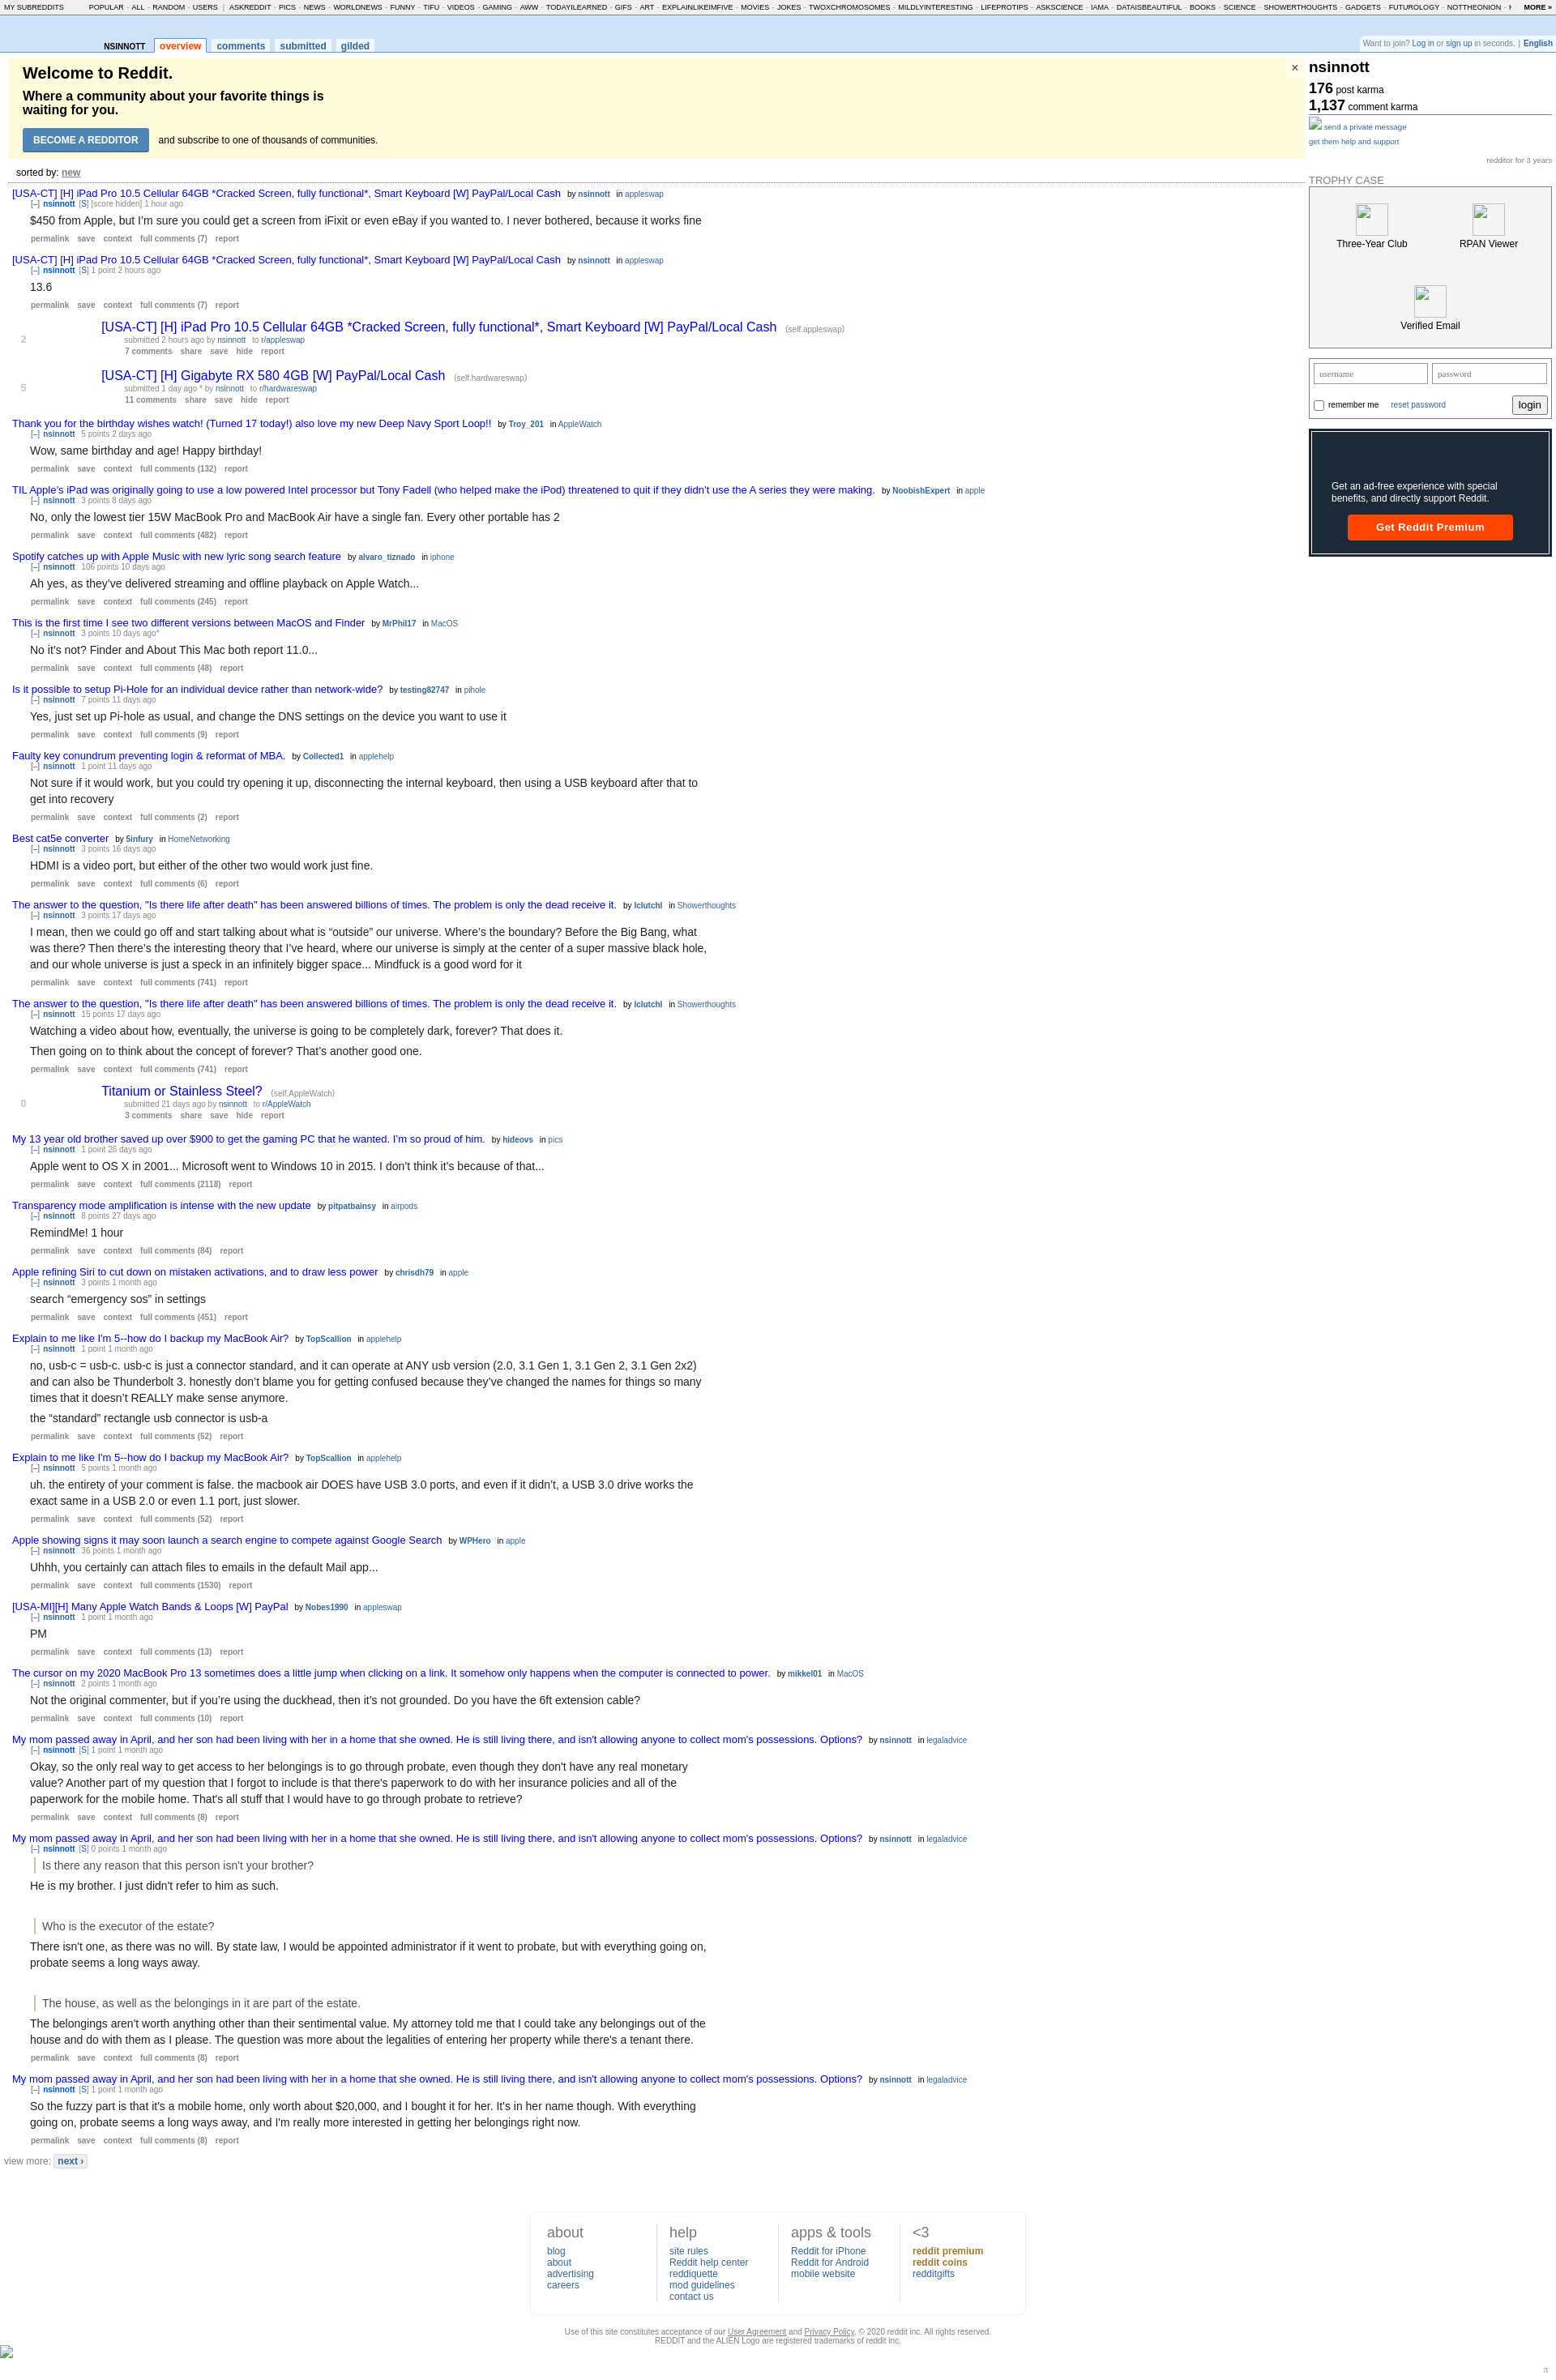 MY SUBREDDITS POPULAR - ALL - RANDOM - USERS | ASKREDDIT - PICS - NEWS - WORLDNEWS - FUNNY - TIFU - VIDEOS - GAMING - AWW - TODAYILEARNED - GIFS - ART - EXPLAINLIKEIMFIVE - MOVIES - JOKES - TWOXCHROMOSOMES - MILDLYINTERESTING - LIFEPROTIPS - ASKSCIENCE - IAMA - DATAISBEAUTIFUL - BOOKS - SCIENCE - SHOWERTHOUGHTS - GADGETS - FUTUROLOGY - NOTTHEONION - MORE »
NSINNOTT overview comments submitted gilded
Want to join? Log in or sign up in seconds. | English
Welcome to Reddit.
×
Where a community about your favorite things is
waiting for you.
BECOME A REDDITOR and subscribe to one of thousands of communities.
nsinnott
176 post karma
1,137 comment karma
send a private message
get them help and support
redditor for 3 years
TROPHY CASE
Three-Year Club RPAN Viewer
Verified Email
username password
remember me reset password login
Get an ad-free experience with special
benefits, and directly support Reddit.
Get Reddit Premium
sorted by: new
[USA-CT] [H] iPad Pro 10.5 Cellular 64GB *Cracked Screen, fully functional*, Smart Keyboard [W] PayPal/Local Cash by nsinnott in appleswap
[–] nsinnott [S] [score hidden] 1 hour ago
$450 from Apple, but I’m sure you could get a screen from iFixit or even eBay if you wanted to. I never bothered, because it works fine
permalink save context full comments (7) report
[USA-CT] [H] iPad Pro 10.5 Cellular 64GB *Cracked Screen, fully functional*, Smart Keyboard [W] PayPal/Local Cash by nsinnott in appleswap
[–] nsinnott [S] 1 point 2 hours ago
13.6
permalink save context full comments (7) report
2
[USA-CT] [H] iPad Pro 10.5 Cellular 64GB *Cracked Screen, fully functional*, Smart Keyboard [W] PayPal/Local Cash (self.appleswap)
submitted 2 hours ago by nsinnott to r/appleswap
7 comments share save hide report
5
[USA-CT] [H] Gigabyte RX 580 4GB [W] PayPal/Local Cash (self.hardwareswap)
submitted 1 day ago * by nsinnott to r/hardwareswap
11 comments share save hide report
Thank you for the birthday wishes watch! (Turned 17 today!) also love my new Deep Navy Sport Loop!! by Troy_201 in AppleWatch
[–] nsinnott 5 points 2 days ago
Wow, same birthday and age! Happy birthday!
permalink save context full comments (132) report
TIL Apple’s iPad was originally going to use a low powered Intel processor but Tony Fadell (who helped make the iPod) threatened to quit if they didn’t use the A series they were making. by NoobishExpert in apple
[–] nsinnott 3 points 8 days ago
No, only the lowest tier 15W MacBook Pro and MacBook Air have a single fan. Every other portable has 2
permalink save context full comments (482) report
Spotify catches up with Apple Music with new lyric song search feature by alvaro_tiznado in iphone
[–] nsinnott 106 points 10 days ago
Ah yes, as they’ve delivered streaming and offline playback on Apple Watch...
permalink save context full comments (245) report
This is the first time I see two different versions between MacOS and Finder by MrPhil17 in MacOS
[–] nsinnott 3 points 10 days ago*
No it’s not? Finder and About This Mac both report 11.0...
permalink save context full comments (48) report
Is it possible to setup Pi-Hole for an individual device rather than network-wide? by testing82747 in pihole
[–] nsinnott 7 points 11 days ago
Yes, just set up Pi-hole as usual, and change the DNS settings on the device you want to use it
permalink save context full comments (9) report
Faulty key conundrum preventing login & reformat of MBA. by Collected1 in applehelp
[–] nsinnott 1 point 11 days ago
Not sure if it would work, but you could try opening it up, disconnecting the internal keyboard, then using a USB keyboard after that to
get into recovery
permalink save context full comments (2) report
Best cat5e converter by 5infury in HomeNetworking
[–] nsinnott 3 points 16 days ago
HDMI is a video port, but either of the other two would work just fine.
permalink save context full comments (6) report
The answer to the question, "Is there life after death" has been answered billions of times. The problem is only the dead receive it. by lclutchl in Showerthoughts
[–] nsinnott 3 points 17 days ago
I mean, then we could go off and start talking about what is “outside” our universe. Where’s the boundary? Before the Big Bang, what
was there? Then there’s the interesting theory that I’ve heard, where our universe is simply at the center of a super massive black hole,
and our whole universe is just a speck in an infinitely bigger space... Mindfuck is a good word for it
permalink save context full comments (741) report
The answer to the question, "Is there life after death" has been answered billions of times. The problem is only the dead receive it. by lclutchl in Showerthoughts
[–] nsinnott 15 points 17 days ago
Watching a video about how, eventually, the universe is going to be completely dark, forever? That does it.
Then going on to think about the concept of forever? That’s another good one.
permalink save context full comments (741) report
0
Titanium or Stainless Steel? (self.AppleWatch)
submitted 21 days ago by nsinnott to r/AppleWatch
3 comments share save hide report
My 13 year old brother saved up over $900 to get the gaming PC that he wanted. I’m so proud of him. by hideovs in pics
[–] nsinnott 1 point 26 days ago
Apple went to OS X in 2001... Microsoft went to Windows 10 in 2015. I don’t think it’s because of that...
permalink save context full comments (2118) report
Transparency mode amplification is intense with the new update by pitpatbainsy in airpods
[–] nsinnott 8 points 27 days ago
RemindMe! 1 hour
permalink save context full comments (84) report
Apple refining Siri to cut down on mistaken activations, and to draw less power by chrisdh79 in apple
[–] nsinnott 3 points 1 month ago
search “emergency sos” in settings
permalink save context full comments (451) report
Explain to me like I'm 5--how do I backup my MacBook Air? by TopScallion in applehelp
[–] nsinnott 1 point 1 month ago
no, usb-c = usb-c. usb-c is just a connector standard, and it can operate at ANY usb version (2.0, 3.1 Gen 1, 3.1 Gen 2, 3.1 Gen 2x2)
and can also be Thunderbolt 3. honestly don’t blame you for getting confused because they’ve changed the names for things so many
times that it doesn’t REALLY make sense anymore.
the “standard” rectangle usb connector is usb-a
permalink save context full comments (52) report
Explain to me like I'm 5--how do I backup my MacBook Air? by TopScallion in applehelp
[–] nsinnott 5 points 1 month ago
uh. the entirety of your comment is false. the macbook air DOES have USB 3.0 ports, and even if it didn’t, a USB 3.0 drive works the
exact same in a USB 2.0 or even 1.1 port, just slower.
permalink save context full comments (52) report
Apple showing signs it may soon launch a search engine to compete against Google Search by WPHero in apple
[–] nsinnott 36 points 1 month ago
Uhhh, you certainly can attach files to emails in the default Mail app...
permalink save context full comments (1530) report
[USA-MI][H] Many Apple Watch Bands & Loops [W] PayPal by Nobes1990 in appleswap
[–] nsinnott 1 point 1 month ago
PM
permalink save context full comments (13) report
The cursor on my 2020 MacBook Pro 13 sometimes does a little jump when clicking on a link. It somehow only happens when the computer is connected to power. by mikkel01 in MacOS
[–] nsinnott 2 points 1 month ago
Not the original commenter, but if you’re using the duckhead, then it’s not grounded. Do you have the 6ft extension cable?
permalink save context full comments (10) report
My mom passed away in April, and her son had been living with her in a home that she owned. He is still living there, and isn't allowing anyone to collect mom's possessions. Options? by nsinnott in legaladvice
[–] nsinnott [S] 1 point 1 month ago
Okay, so the only real way to get access to her belongings is to go through probate, even though they don't have any real monetary
value? Another part of my question that I forgot to include is that there's paperwork to do with her insurance policies and all of the
paperwork for the mobile home. That's all stuff that I would have to go through probate to retrieve?
permalink save context full comments (8) report
My mom passed away in April, and her son had been living with her in a home that she owned. He is still living there, and isn't allowing anyone to collect mom's possessions. Options? by nsinnott in legaladvice
[–] nsinnott [S] 0 points 1 month ago
Is there any reason that this person isn't your brother?
He is my brother. I just didn't refer to him as such.
Who is the executor of the estate?
There isn't one, as there was no will. By state law, I would be appointed administrator if it went to probate, but with everything going on,
probate seems a long ways away.
The house, as well as the belongings in it are part of the estate.
The belongings aren't worth anything other than their sentimental value. My attorney told me that I could take any belongings out of the
house and do with them as I please. The question was more about the legalities of entering her property while there's a tenant there.
permalink save context full comments (8) report
My mom passed away in April, and her son had been living with her in a home that she owned. He is still living there, and isn't allowing anyone to collect mom's possessions. Options? by nsinnott in legaladvice
[–] nsinnott [S] 1 point 1 month ago
So the fuzzy part is that it's a mobile home, only worth about $20,000, and I bought it for her. It's in her name though. With everything
going on, probate seems a long ways away, and I'm really more interested in getting her belongings right now.
permalink save context full comments (8) report
view more: next ›
about
blog
about
advertising
careers
help
site rules
Reddit help center
reddiquette
mod guidelines
contact us
apps & tools
Reddit for iPhone
Reddit for Android
mobile website
<3
reddit premium
reddit coins
redditgifts
Use of this site constitutes acceptance of our User Agreement and Privacy Policy. © 2020 reddit inc. All rights reserved.
REDDIT and the ALIEN Logo are registered trademarks of reddit inc.
π